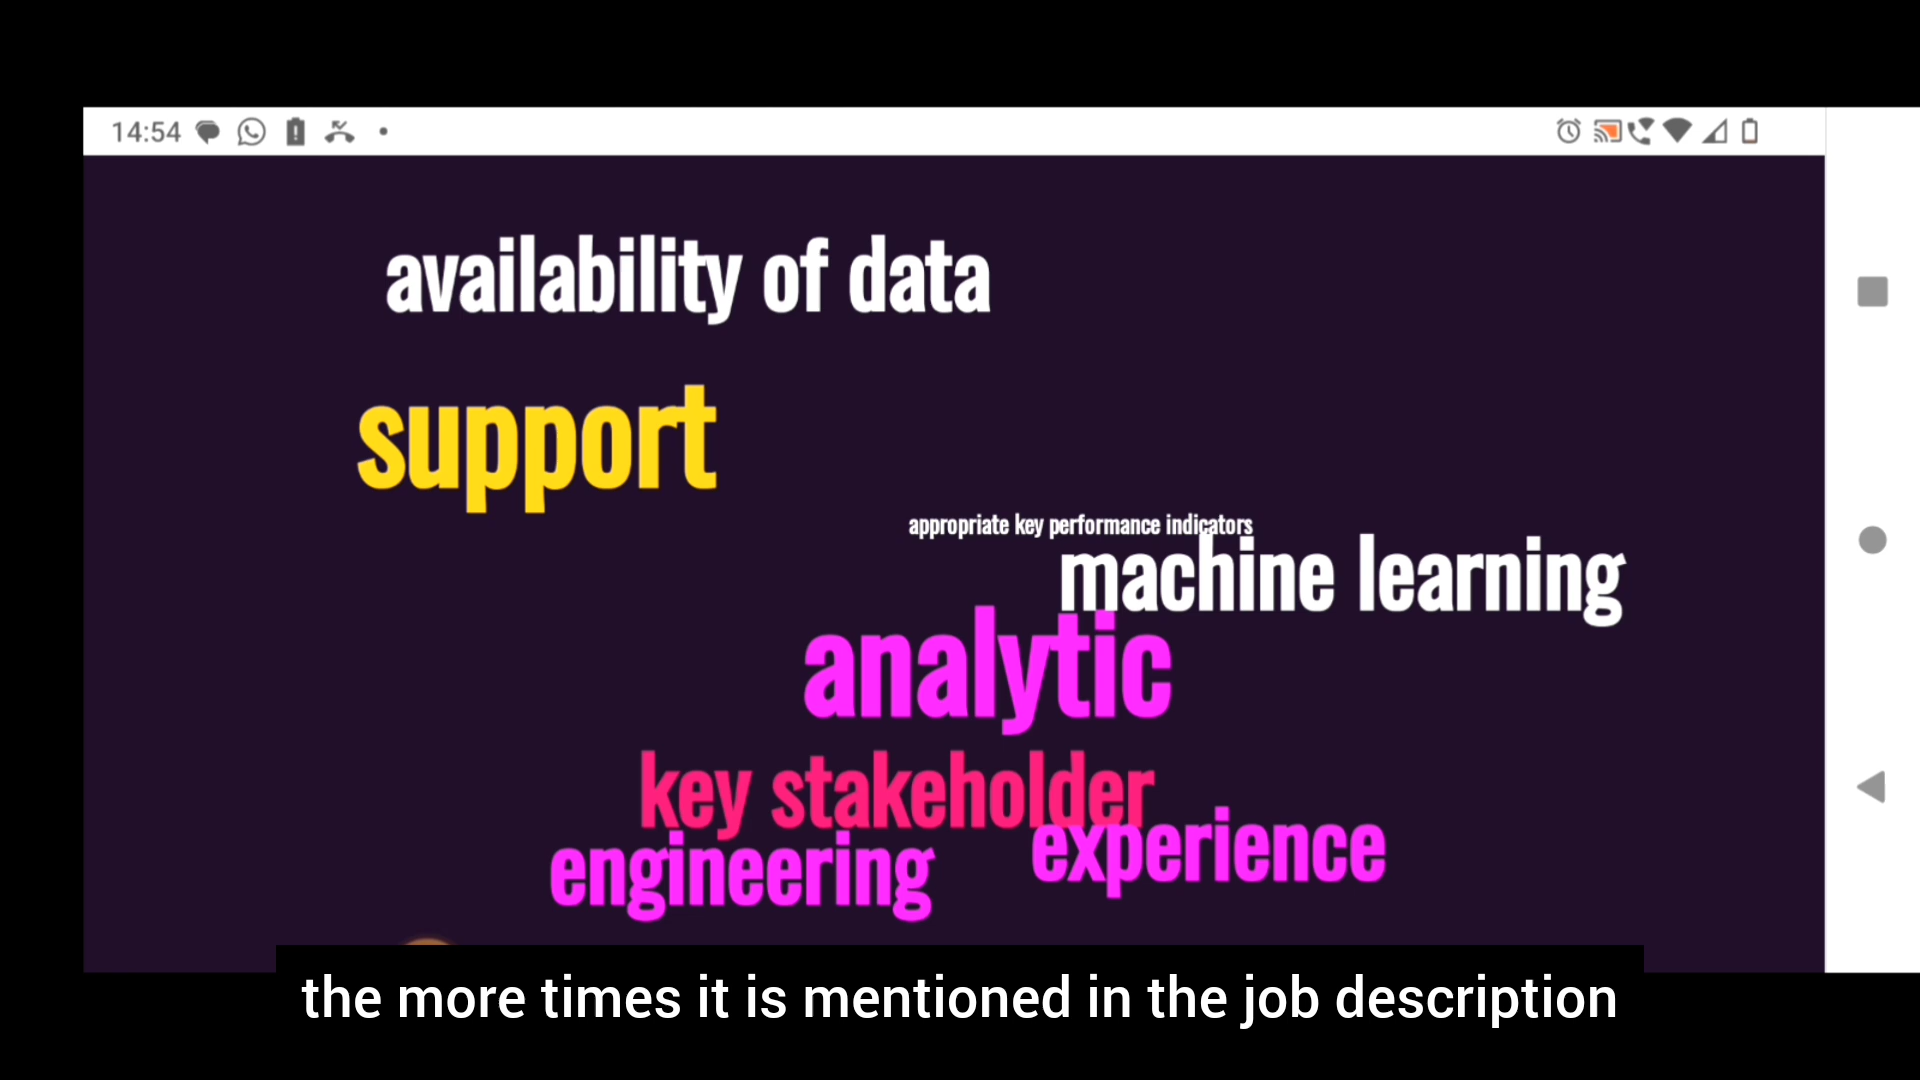 14:54
availability of data
support
appropriate key performance indicators
machine learning
analytic
key stakeholder
experience
engineering
the more times it is mentioned in the job description